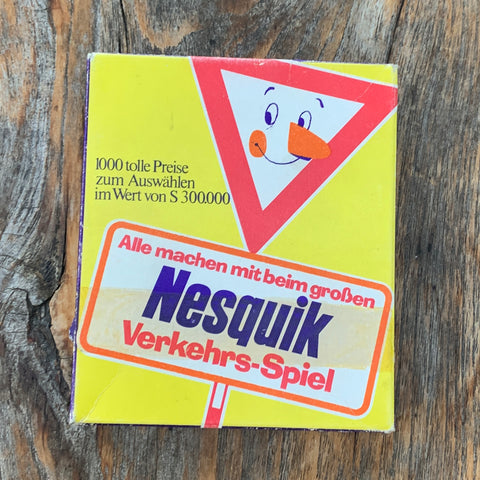 1000 tolle Preise
zum Auswählen
im Wert von S 300.000
Alle machen mit beim großen
Nesquik
Verkehrs-Spiel